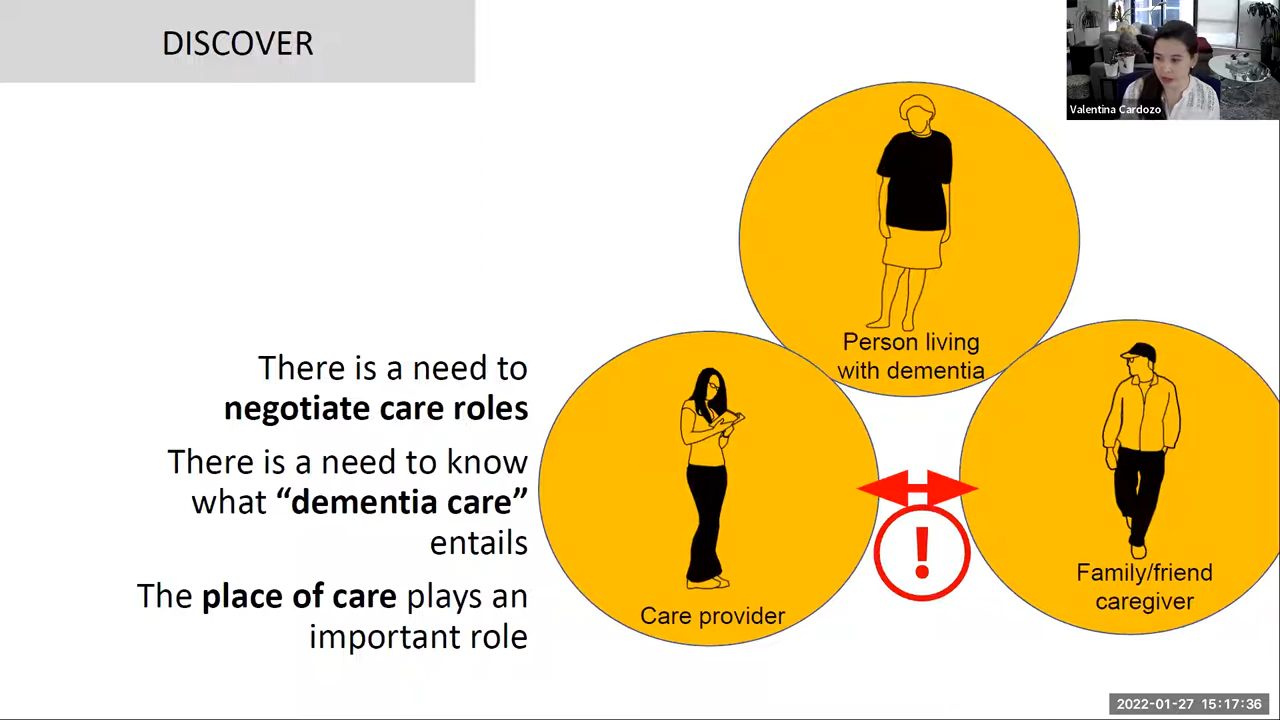 DISCOVER
Valentina Cardozo
Person living
with dementia
There is a need to
negotiate care roles
There is a need to know
what “dementia care”
entails
The place of care plays an
important role
!
Care provider
Family/friend
caregiver
2022-01-27 15:17:36